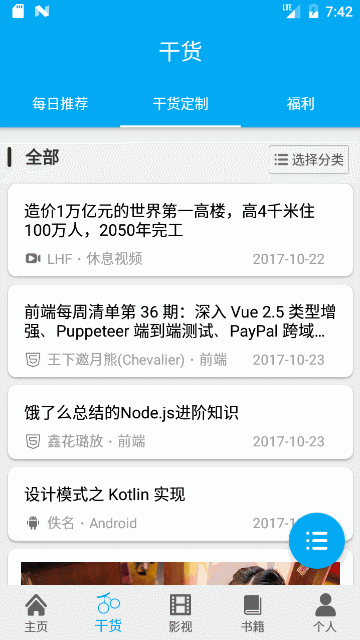 LTE 7:42
干货
每日推荐 干货定制 福利
全部 选择分类
造价1万亿元的世界第一高楼，高4千米住
100万人，2050年完工
LHF · 休息视频 2017-10-22
前端每周清单第 36 期：深入 Vue 2.5 类型增
强、Puppeteer 端到端测试、PayPal 跨域...
王下邀月熊(Chevalier) · 前端 2017-10-23
饿了么总结的Node.js进阶知识
鑫花璐放 · 前端 2017-10-23
设计模式之 Kotlin 实现
佚名 · Android 2017-1
主页 干货 影视 书籍 个人